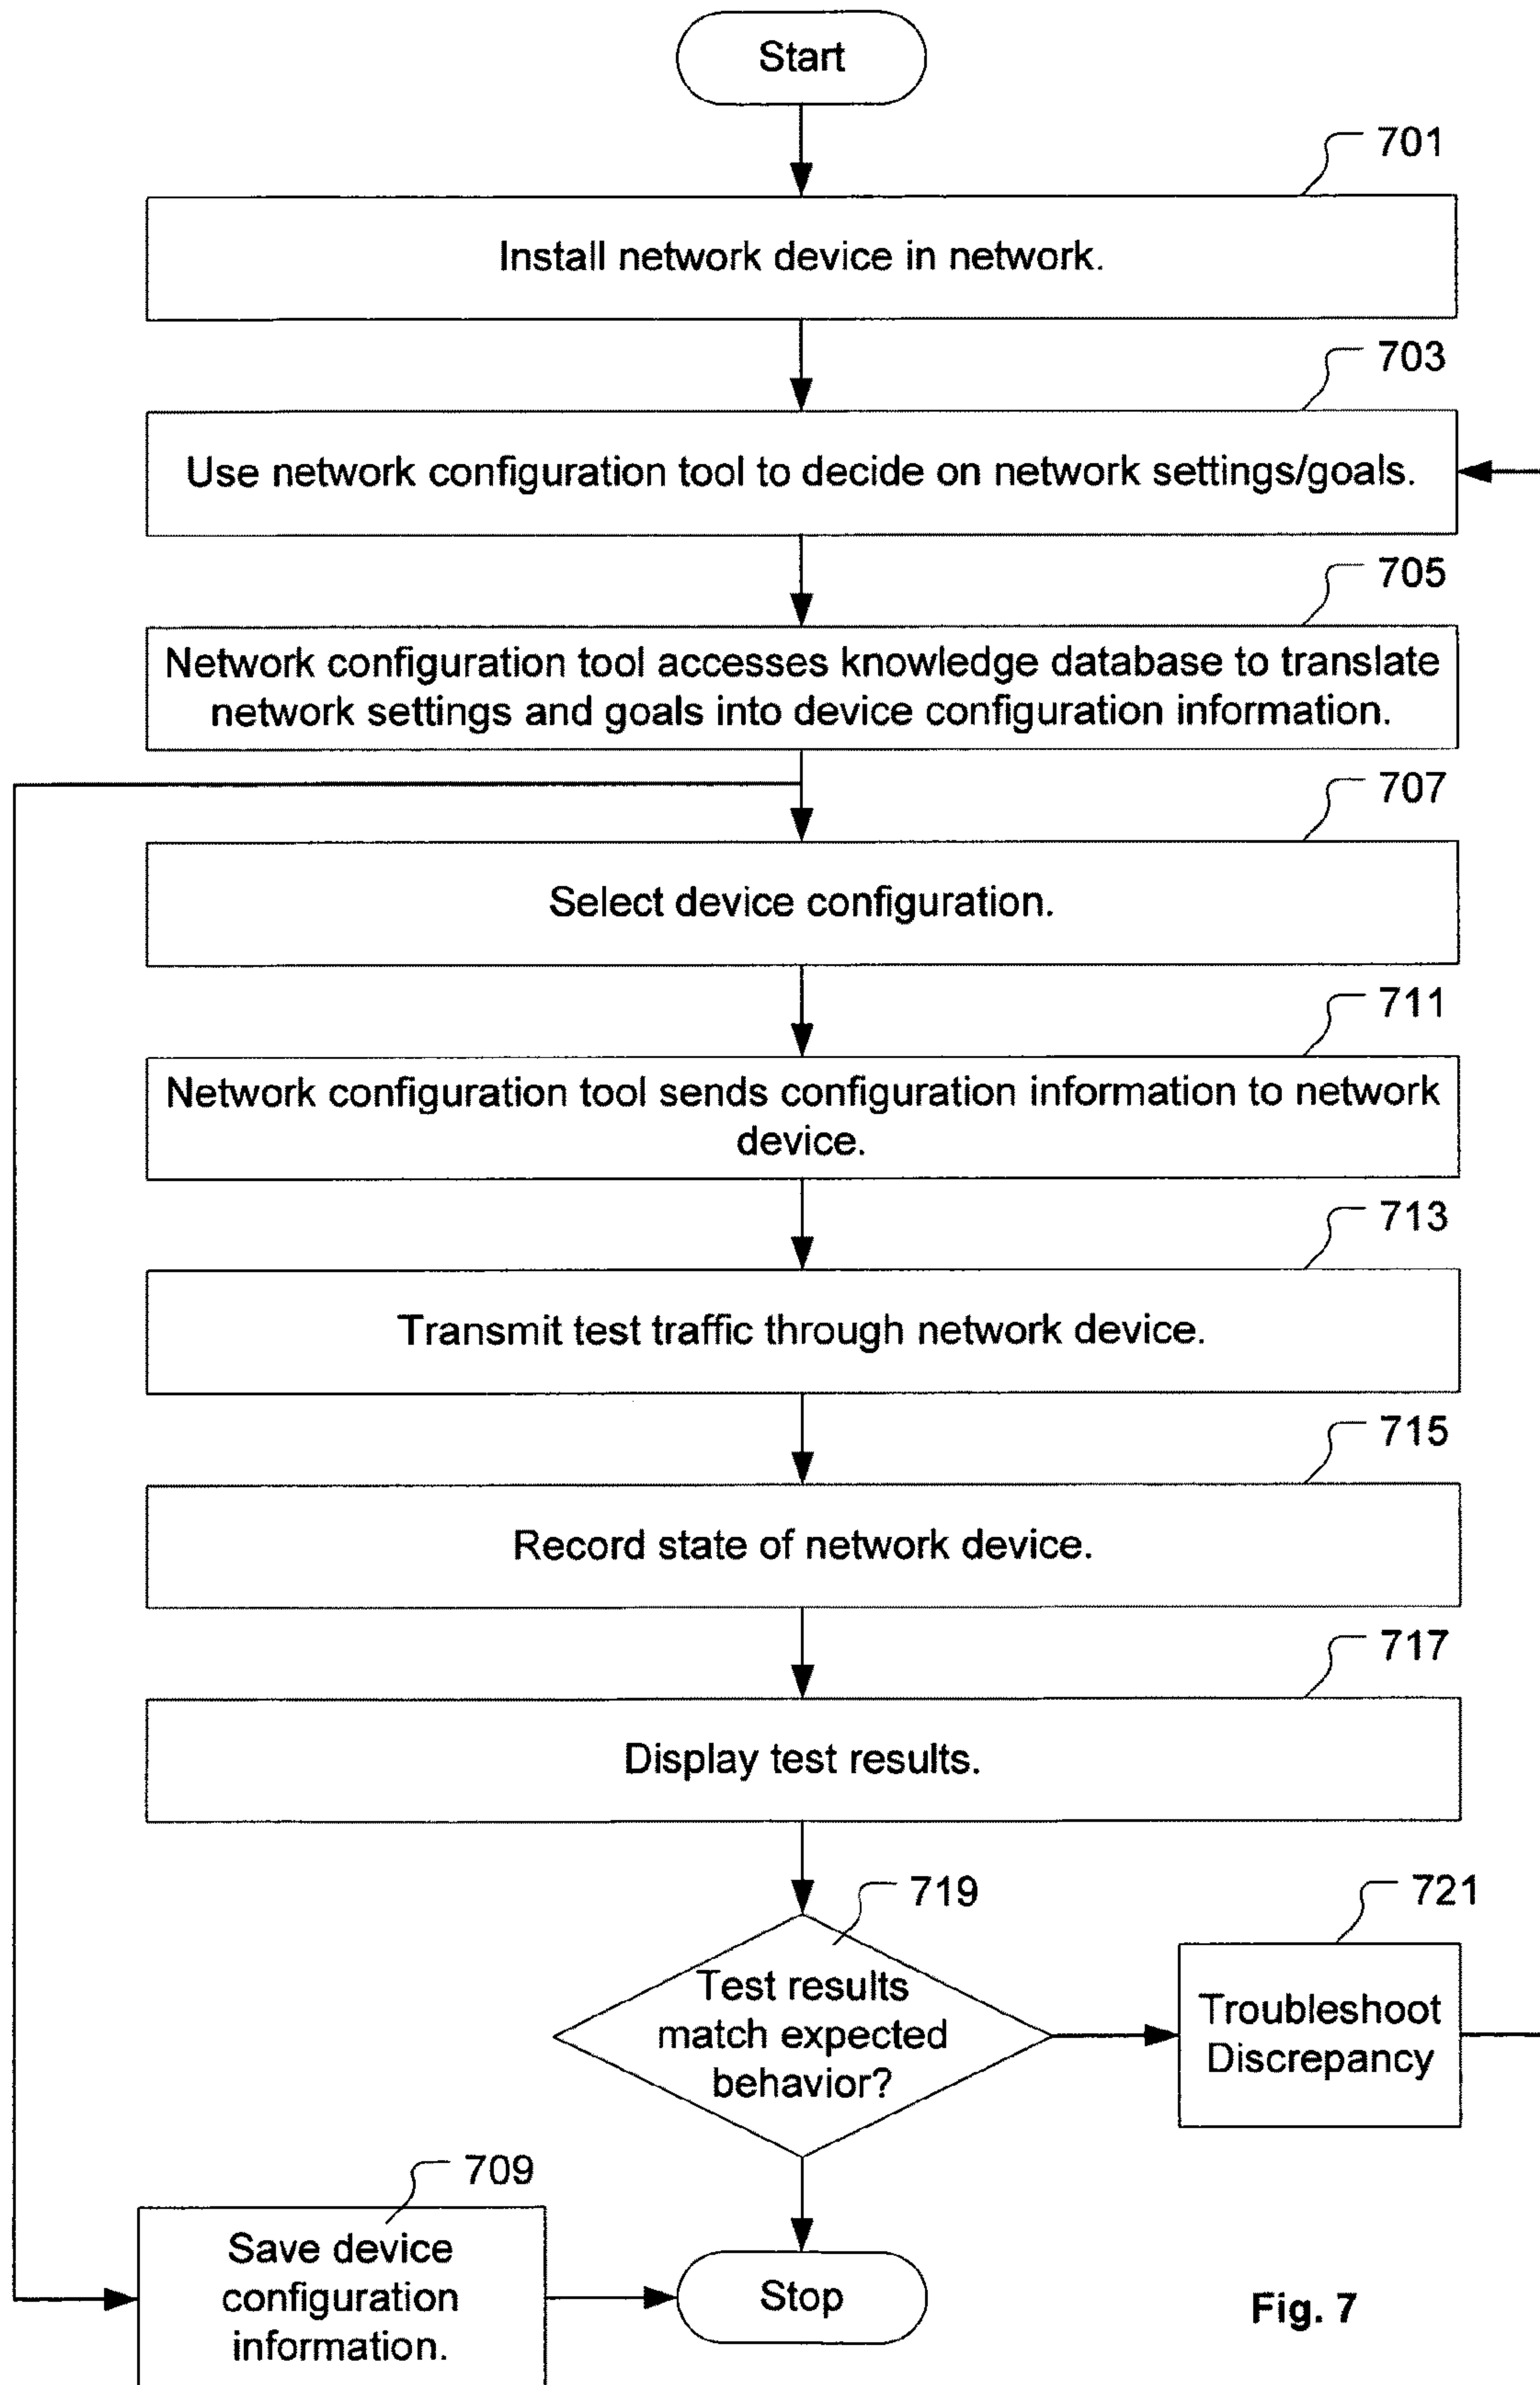 Start
701
Install network device in network.
703
Use network configuration tool to decide on network settings/goals.
705
Network configuration tool accesses knowledge database to translate
network settings and goals into device configuration information.
707
Select device configuration.
711
Network configuration tool sends configuration information to network
device.
713
Transmit test traffic through network device.
715
Record state of network device.
717
Display test results.
719
Test results
match expected
behavior?
721
Troubleshoot
Discrepancy
709
Save device
configuration
information.
Stop
Fig. 7